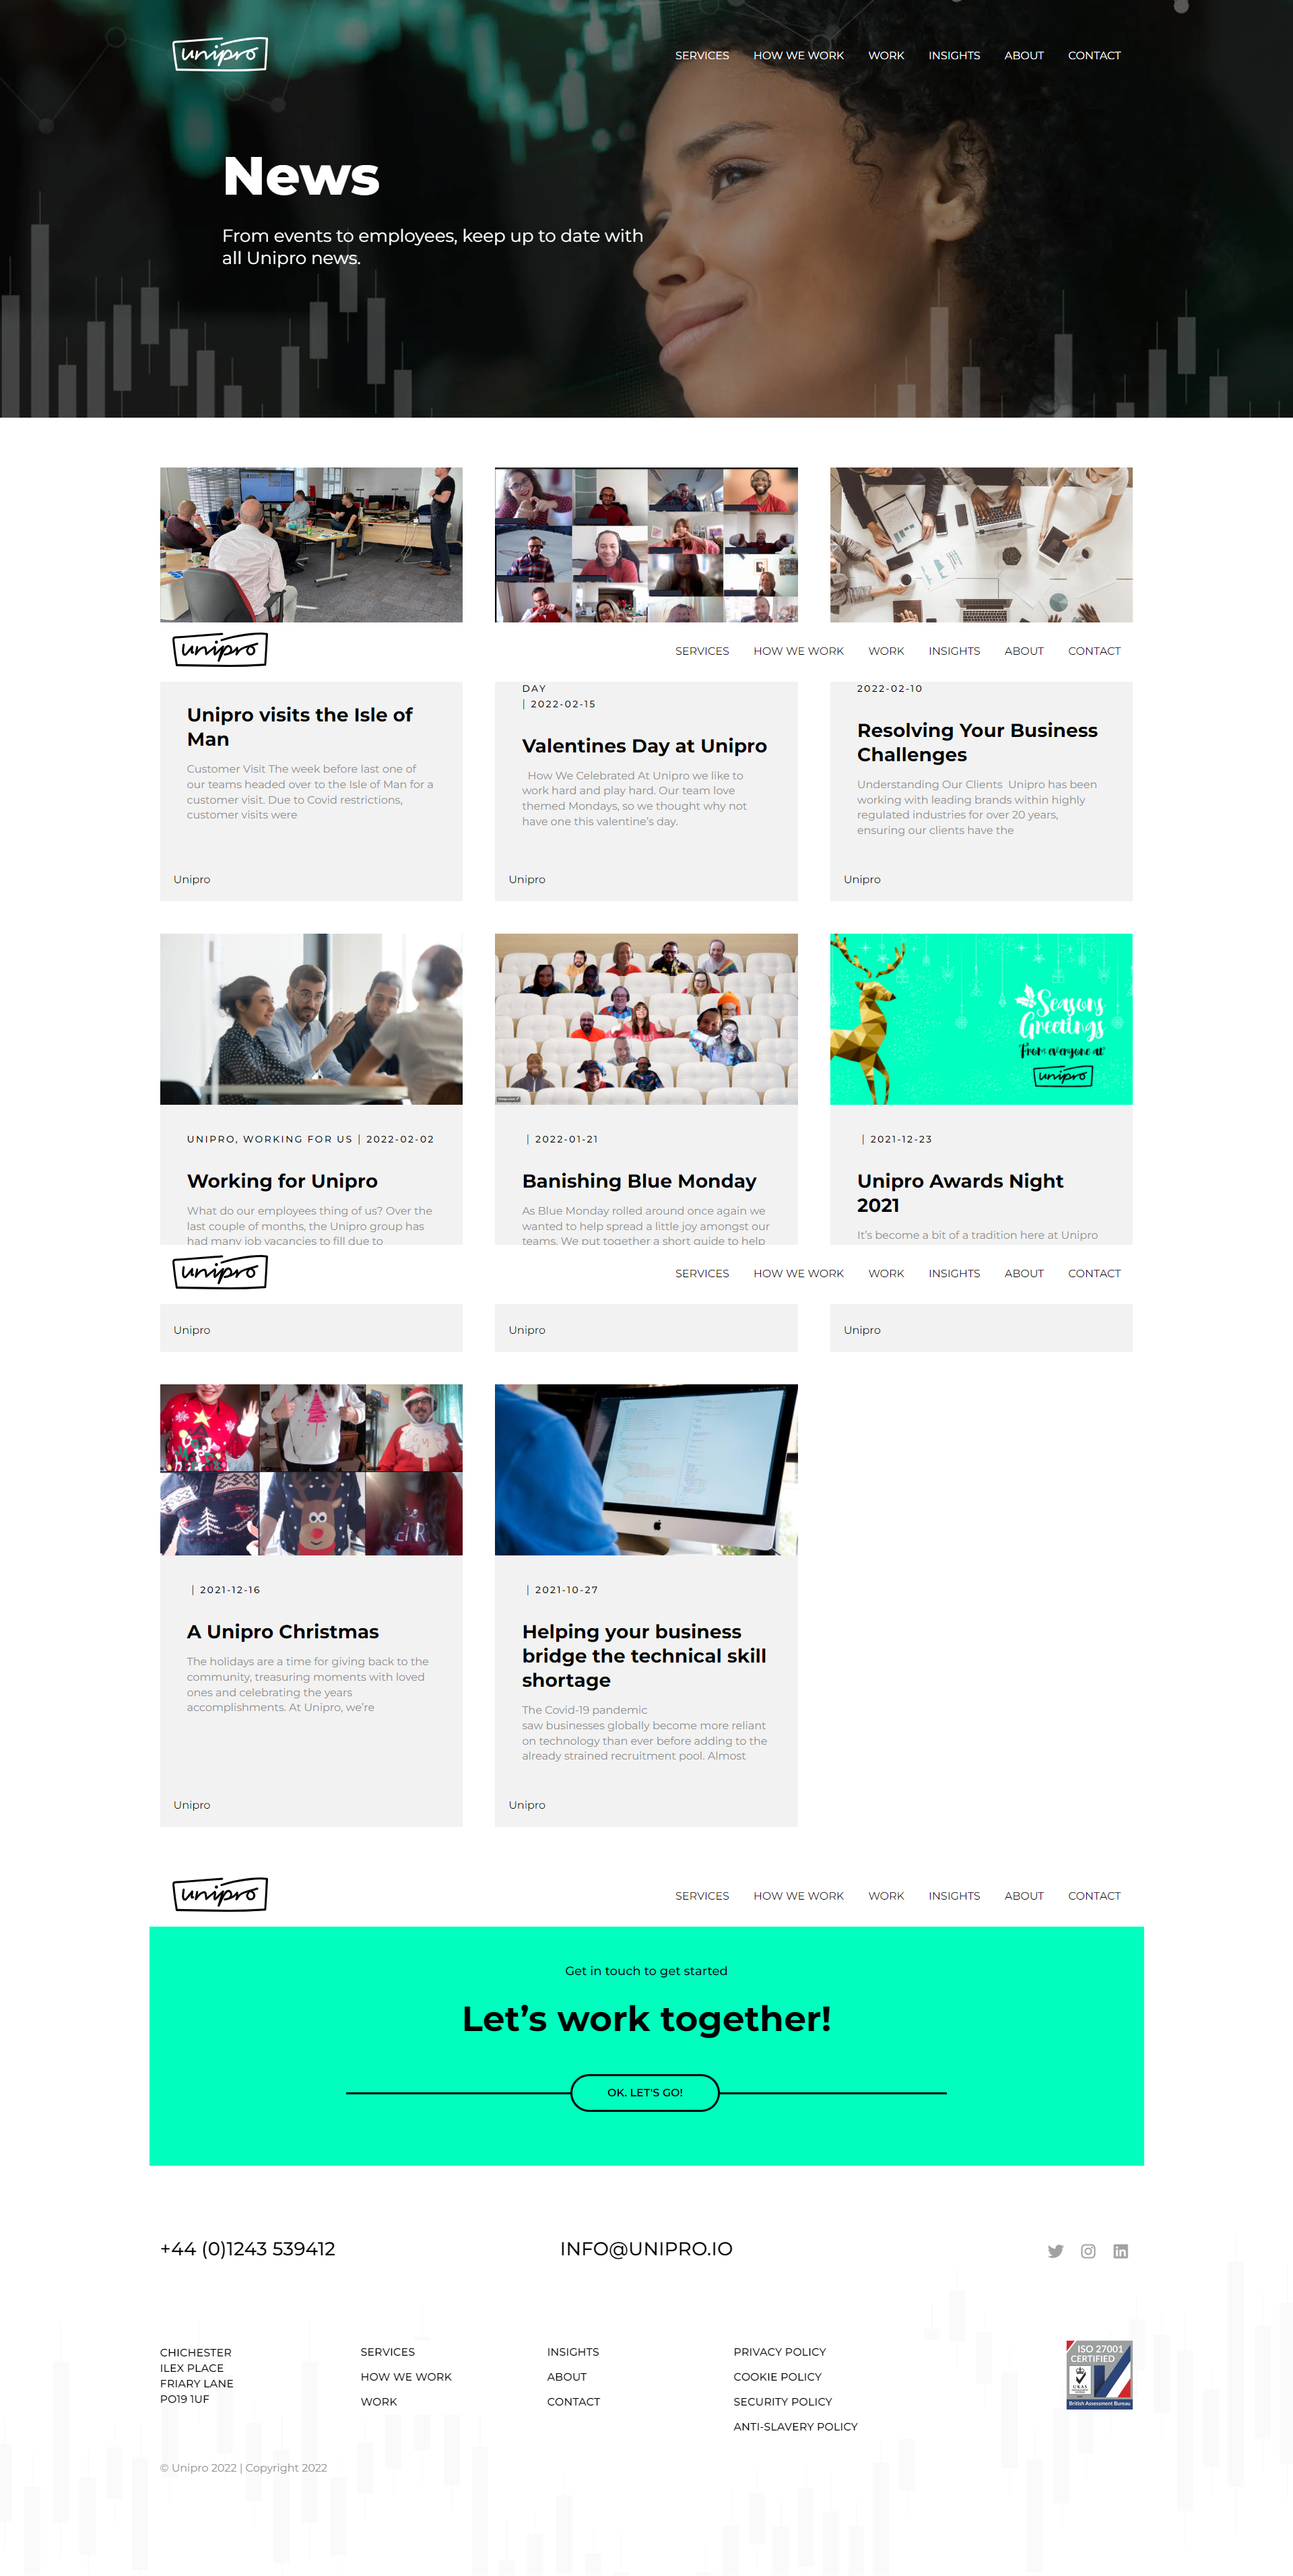 unipro
SERVICES HOW WE WORK WORK INSIGHTS ABOUT CONTACT
News
From events to employees, keep up to date with
all Unipro news.
unipro
SERVICES HOW WE WORK WORK INSIGHTS ABOUT CONTACT
Unipro visits the Isle of
Man
Customer Visit The week before last one of
our teams headed over to the Isle of Man for a
customer visit. Due to Covid restrictions,
customer visits were
Unipro
DAY
| 2022-02-15
Valentines Day at Unipro
How We Celebrated At Unipro we like to
work hard and play hard. Our team love
themed Mondays, so we thought why not
have one this valentine’s day.
Unipro
2022-02-10
Resolving Your Business
Challenges
Understanding Our Clients Unipro has been
working with leading brands within highly
regulated industries for over 20 years,
ensuring our clients have the
Unipro
UNIPRO, WORKING FOR US | 2022-02-02
Working for Unipro
What do our employees thing of us? Over the
last couple of months, the Unipro group has
had many job vacancies to fill due to
| 2022-01-21
Banishing Blue Monday
As Blue Monday rolled around once again we
wanted to help spread a little joy amongst our
teams. We put together a short guide to help
Seasons
Greetings
From everyone at
unipro
| 2021-12-23
Unipro Awards Night
2021
It’s become a bit of a tradition here at Unipro
unipro
SERVICES HOW WE WORK WORK INSIGHTS ABOUT CONTACT
Unipro
Unipro
Unipro
| 2021-12-16
A Unipro Christmas
The holidays are a time for giving back to the
community, treasuring moments with loved
ones and celebrating the years
accomplishments. At Unipro, we’re
Unipro
| 2021-10-27
Helping your business
bridge the technical skill
shortage
The Covid-19 pandemic
saw businesses globally become more reliant
on technology than ever before adding to the
already strained recruitment pool. Almost
Unipro
unipro
SERVICES HOW WE WORK WORK INSIGHTS ABOUT CONTACT
Get in touch to get started
Let’s work together!
OK. LET'S GO!
+44 (0)1243 539412
INFO@UNIPRO.IO
CHICHESTER
ILEX PLACE
FRIARY LANE
PO19 1UF
SERVICES
HOW WE WORK
WORK
INSIGHTS
ABOUT
CONTACT
PRIVACY POLICY
COOKIE POLICY
SECURITY POLICY
ANTI-SLAVERY POLICY
ISO 27001
CERTIFIED
UKAS
British Assessment Bureau
© Unipro 2022 | Copyright 2022